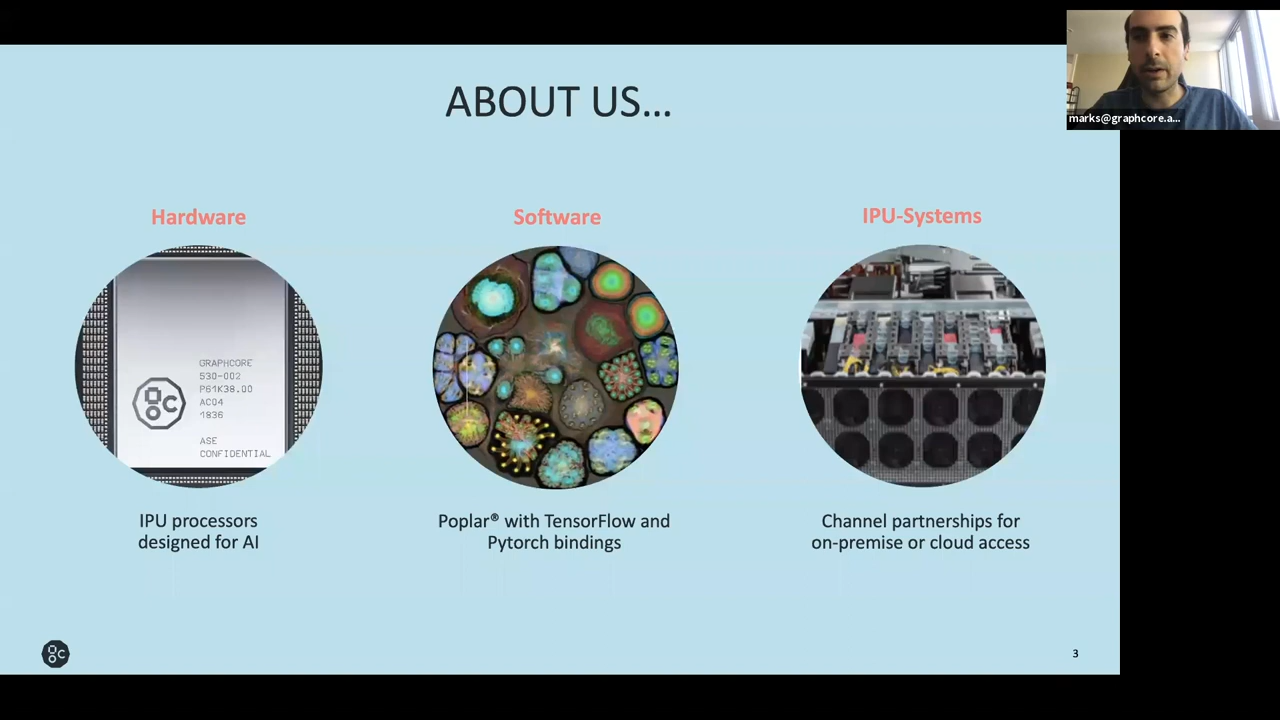 ABOUT US...
marks@graphcore.a...
Hardware
Software
IPU-Systems
GRAPHCORE
530-002
P61K38.00
AC04
1836
ASE
CONFIDENTIAL
IPU processors
designed for AI
Poplar® with TensorFlow and
Pytorch bindings
Channel partnerships for
on-premise or cloud access
3